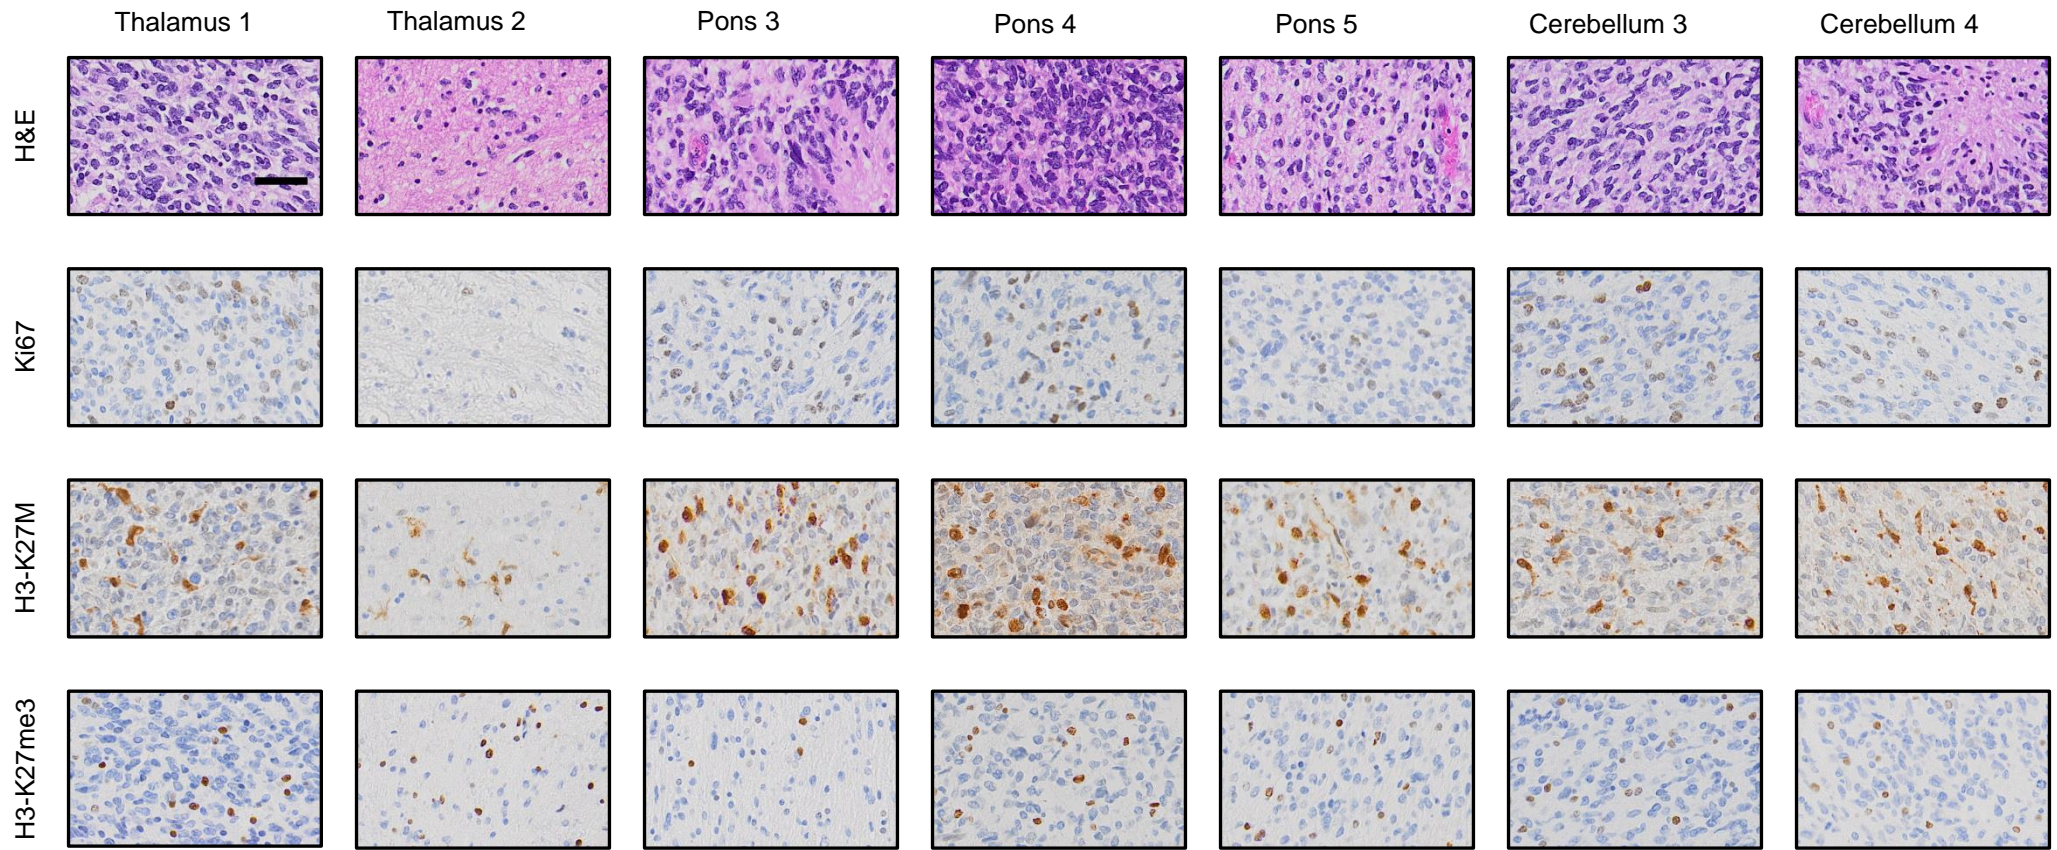 Thalamus 1 Thalamus 2 Pons 3 Pons 4 Pons 5 Cerebellum 3 Cerebellum 4
H&E
Ki67
H3-K27M
H3-K27me3